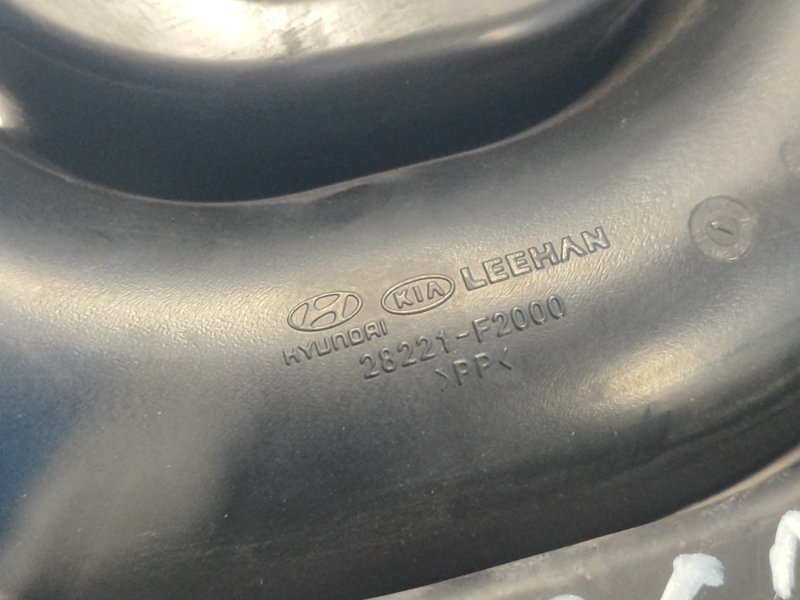 HYUNDAI KIA LEEHAN
28221-F2000
>PP<